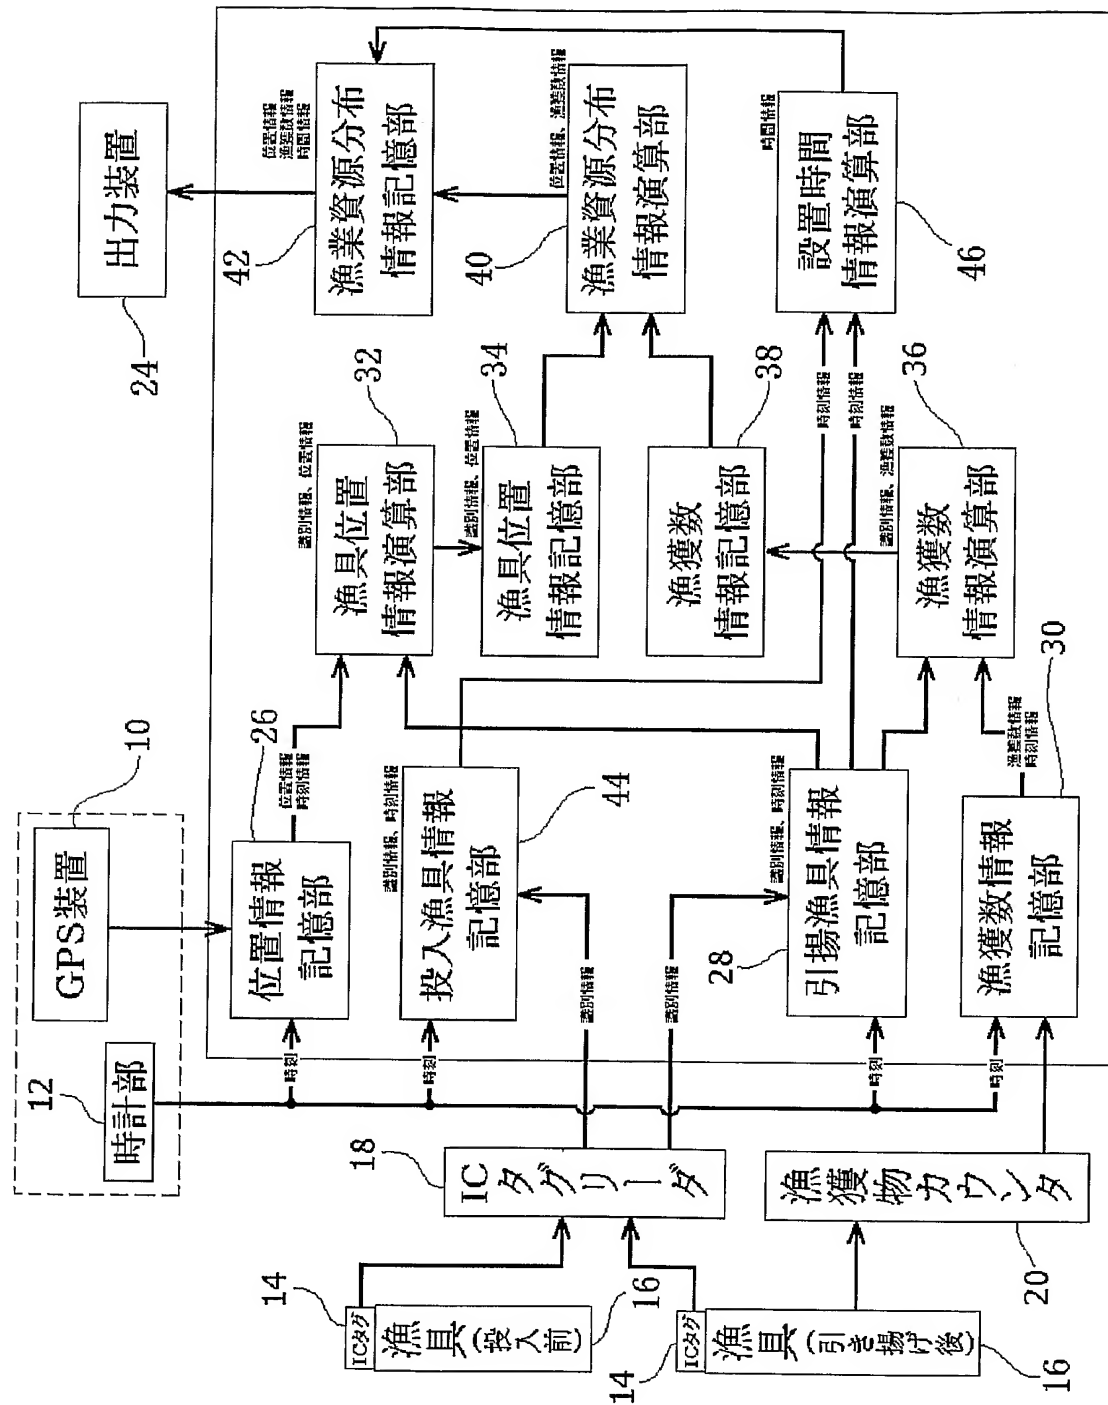 10
GPS装置
12
時計部
24
出力装置
26
位置情報
記憶部
位置情報
時刻情報
時刻
32
漁具位置
情報演算部
識別情報、位置情報
42
漁業資源分布
情報記憶部
位置情報
漁獲数情報
時間情報
14
ICタグ
漁具
(投入前)
16
18
IC
タグリーダ
識別情報
識別情報
時刻
投入漁具情報
記憶部
44
識別情報、時刻情報
34
漁具位置
情報記憶部
識別情報、位置情報
40
漁業資源分布
情報演算部
位置情報、漁獲数情報
38
漁獲数
情報記憶部
14
ICタグ
漁具
(引き揚げ後)
16
漁獲物カウンタ
20
28
引揚漁具情報
記憶部
識別情報、時刻情報
時刻
時刻情報
時刻情報
設置時間
情報演算部
46
時間情報
時刻
漁獲数情報
記憶部
30
漁獲数情報
時刻情報
36
漁獲数
情報演算部
識別情報、漁獲数情報